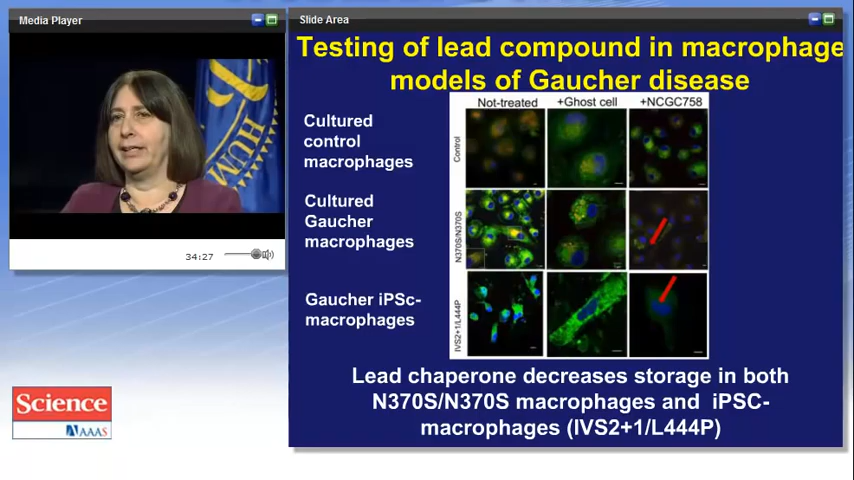 Media Player
Slide Area
Testing of lead compound in macrophage
models of Gaucher disease
Not-treated
+Ghost cell
+NCGC758
Cultured
control
macrophages
Control
Cultured
Gaucher
macrophages
N370S/N370S
Gaucher iPSc-
macrophages
IVS2+1/L444P
Lead chaperone decreases storage in both
N370S/N370S macrophages and iPSC-
macrophages (IVS2+1/L444P)
HUM
34:27
Science
AAAS